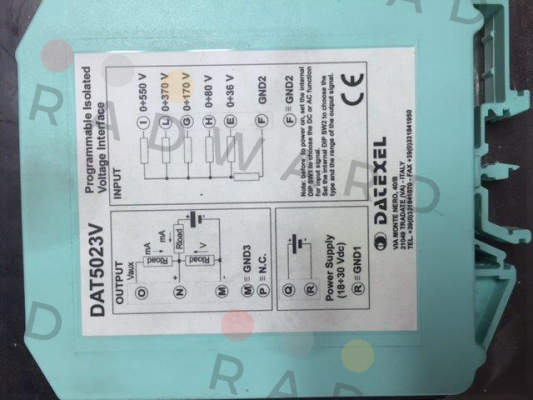 DAT5023V
Programmable Isolated
Voltage Interface
INPUT
I 0÷550 V
L 0÷370 V
G 0÷170 V
H 0÷80 V
E 0÷36 V
F GND2
F ≡ GND2
Note: before to power on, set the internal
DIP SW1 to choose the DC or AC function
for input signal.
Set the internal DIP SW2 to choose the
type and the range of the output signal.
CE
OUTPUT
Vaux
mA
mA
Rload
Rload
Rload
V
O
N
M
M ≡ GND3
P ≡ N.C.
Q
R
Power Supply
(18÷30 Vdc)
R ≡ GND1
DATEXEL
VIA MONTE NERO, 40/B
21049 TRADATE (VA) - ITALY
TEL +39(0)331841070 - FAX +39(0)331841950
RADWARD
RADWARD